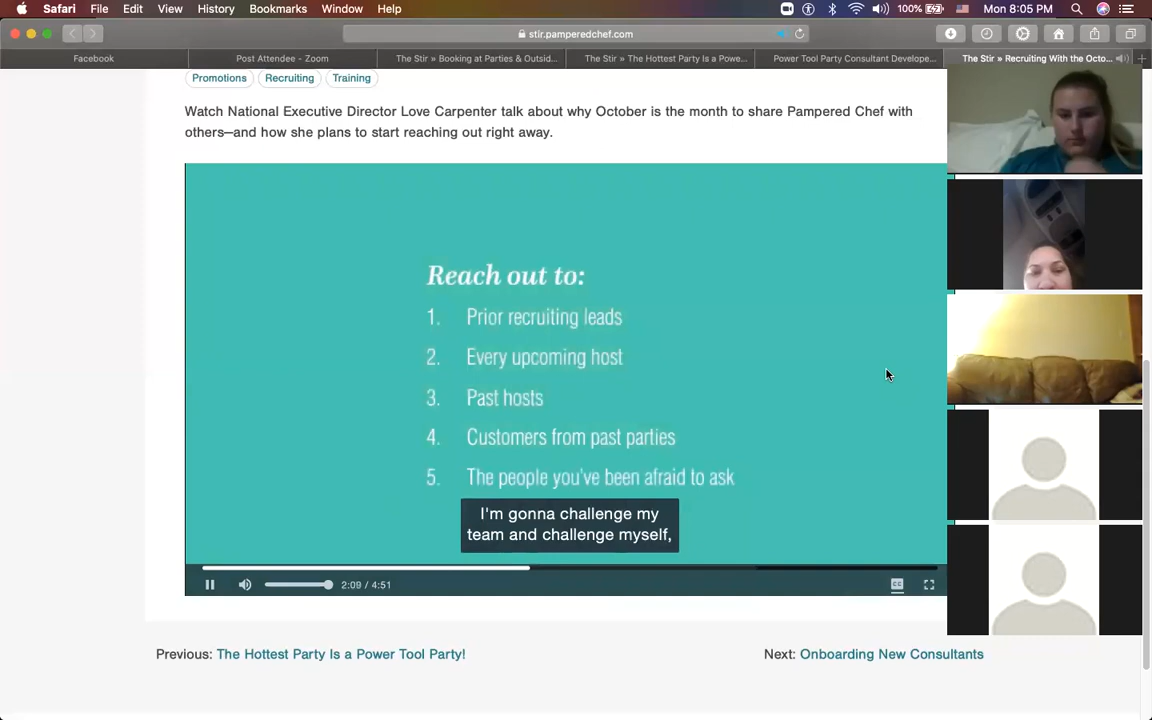 Safari File Edit View History Bookmarks Window Help 100% Mon 8:05 PM
stir.pamperedchef.com
Facebook Post Attendee - Zoom The Stir » Booking at Parties & Outsid... The Stir » The Hottest Party Is a Powe... Power Tool Party Consultant Develope... The Stir » Recruiting With the Octo...
Promotions Recruiting Training
Watch National Executive Director Love Carpenter talk about why October is the month to share Pampered Chef with
others—and how she plans to start reaching out right away.
Reach out to:
1. Prior recruiting leads
2. Every upcoming host
3. Past hosts
4. Customers from past parties
5. The people you've been afraid to ask
I'm gonna challenge my
team and challenge myself,
2:09 / 4:51 CC
Previous: The Hottest Party Is a Power Tool Party! Next: Onboarding New Consultants